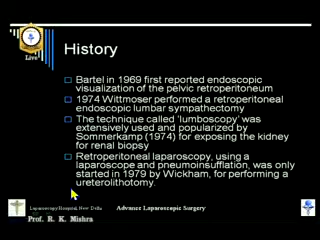 Live
History
Bartel in 1969 first reported endoscopic
visualization of the pelvic retroperitoneum
1974 Wittmoser performed a retroperitoneal
endoscopic lumbar sympathectomy
The technique called 'lumboscopy' was
extensively used and popularized by
Sommerkamp (1974) for exposing the kidney
for renal biopsy
Retroperitoneal laparoscopy, using a
laparoscope and pneumoinsufflation, was only
started in 1979 by Wickham, for performing a
ureterolithotomy.
Laparoscopy Hospital, New Delhi
Advance Laparoscopic Surgery
Prof. R. K. Mishra